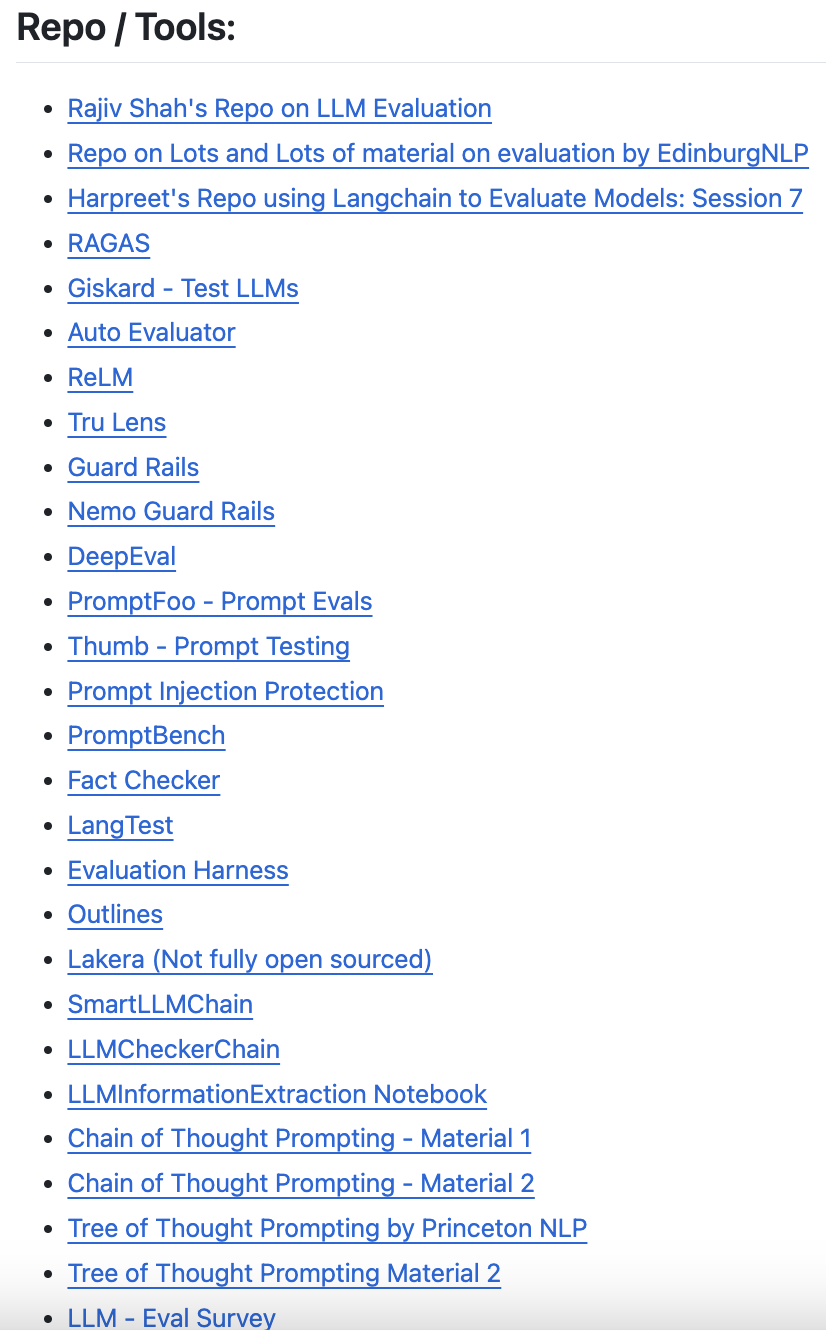 Repo / Tools:
Rajiv Shah's Repo on LLM Evaluation
Repo on Lots and Lots of material on evaluation by EdinburgNLP
Harpreet's Repo using Langchain to Evaluate Models: Session 7
RAGAS
Giskard - Test LLMs
Auto Evaluator
ReLM
Tru Lens
Guard Rails
Nemo Guard Rails
DeepEval
PromptFoo - Prompt Evals
Thumb - Prompt Testing
Prompt Injection Protection
PromptBench
Fact Checker
LangTest
Evaluation Harness
Outlines
Lakera (Not fully open sourced)
SmartLLMChain
LLMCheckerChain
LLMInformationExtraction Notebook
Chain of Thought Prompting - Material 1
Chain of Thought Prompting - Material 2
Tree of Thought Prompting by Princeton NLP
Tree of Thought Prompting Material 2
LLM - Eval Survey